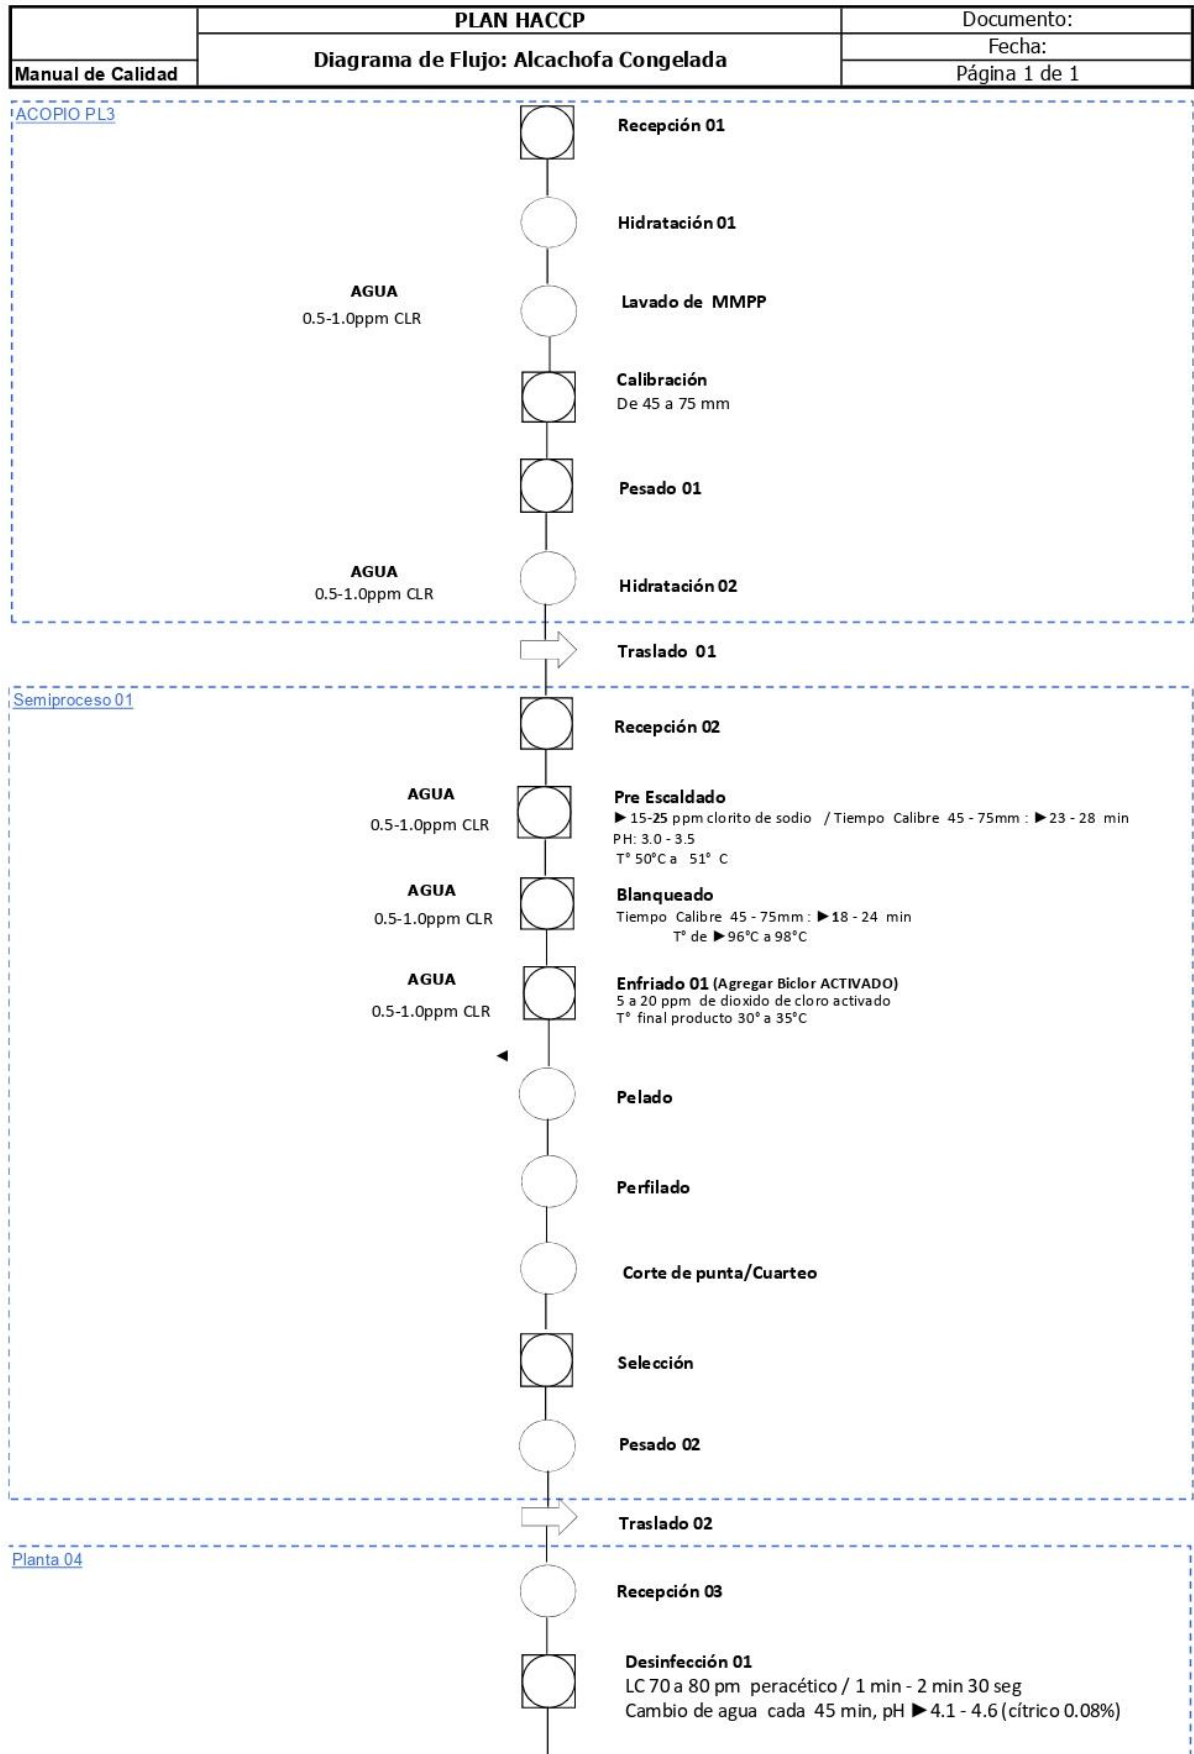 PLAN HACCP
Documento:
Diagrama de Flujo: Alcachofa Congelada
Fecha:
Manual de Calidad
Página 1 de 1
ACOPIO PL3
Recepción 01
Hidratación 01
AGUA
0.5-1.0ppm CLR
Lavado de MMPP
Calibración
De 45 a 75 mm
Pesado 01
AGUA
0.5-1.0ppm CLR
Hidratación 02
Traslado 01
Semiproceso 01
Recepción 02
AGUA
0.5-1.0ppm CLR
Pre Escaldado
►15-25 ppm clorito de sodio / Tiempo Calibre 45 - 75mm : ►23 - 28 min
PH: 3.0 - 3.5
T° 50°C a 51° C
AGUA
0.5-1.0ppm CLR
Blanqueado
Tiempo Calibre 45 - 75mm : ►18 - 24 min
T° de ►96°C a 98°C
AGUA
0.5-1.0ppm CLR
Enfriado 01 (Agregar Biclor ACTIVADO)
5 a 20 ppm de dioxido de cloro activado
T° final producto 30° a 35°C
◄
Pelado
Perfilado
Corte de punta/Cuarteo
Selección
Pesado 02
Traslado 02
Planta 04
Recepción 03
Desinfección 01
LC 70 a 80 pm peracético / 1 min - 2 min 30 seg
Cambio de agua cada 45 min, pH ►4.1 - 4.6 (cítrico 0.08%)